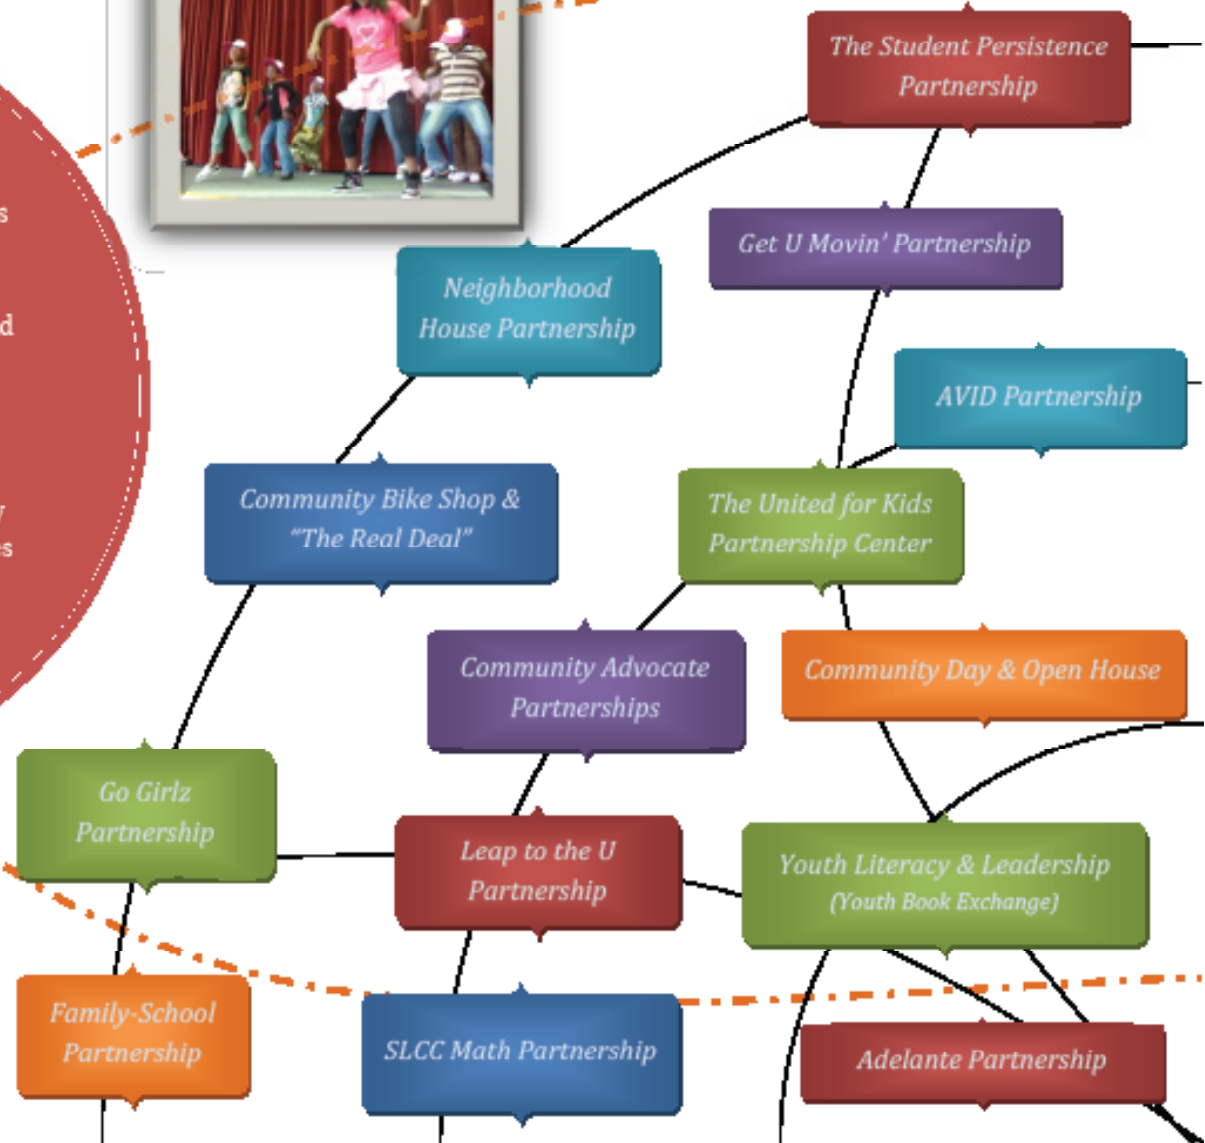 The Student Persistence
Partnership
s
Get U Movin’ Partnership
Neighborhood
House Partnership
d
AVID Partnership
Community Bike Shop &
“The Real Deal”
The United for Kids
Partnership Center
y
es
Community Advocate
Partnerships
Community Day & Open House
Go Girlz
Partnership
Leap to the U
Partnership
Youth Literacy & Leadership
(Youth Book Exchange)
Family-School
Partnership
SLCC Math Partnership
Adelante Partnership